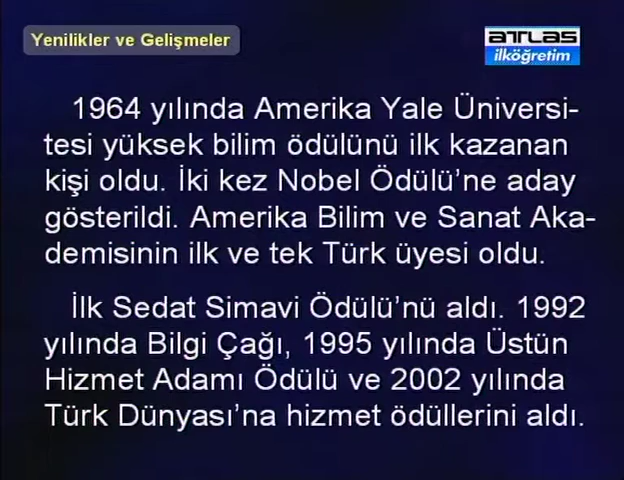 Yenilikler ve Gelişmeler
ATLAS
ilköğretim
1964 yılında Amerika Yale Üniversi-
tesi yüksek bilim ödülünü ilk kazanan
kişi oldu. İki kez Nobel Ödülü’ne aday
gösterildi. Amerika Bilim ve Sanat Aka-
demisinin ilk ve tek Türk üyesi oldu.
İlk Sedat Simavi Ödülü’nü aldı. 1992
yılında Bilgi Çağı, 1995 yılında Üstün
Hizmet Adamı Ödülü ve 2002 yılında
Türk Dünyası’na hizmet ödüllerini aldı.